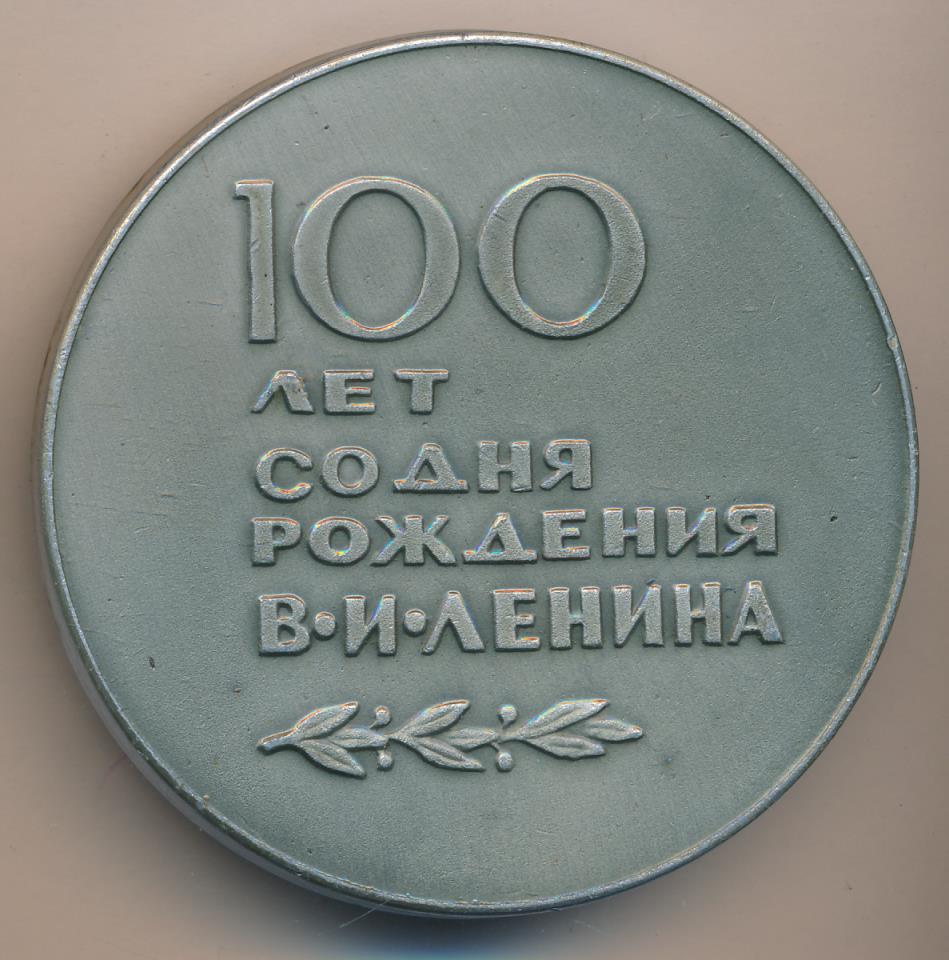 100
ЛЕТ
СО ДНЯ
РОЖДЕНИЯ
В•И•ЛЕНИНА